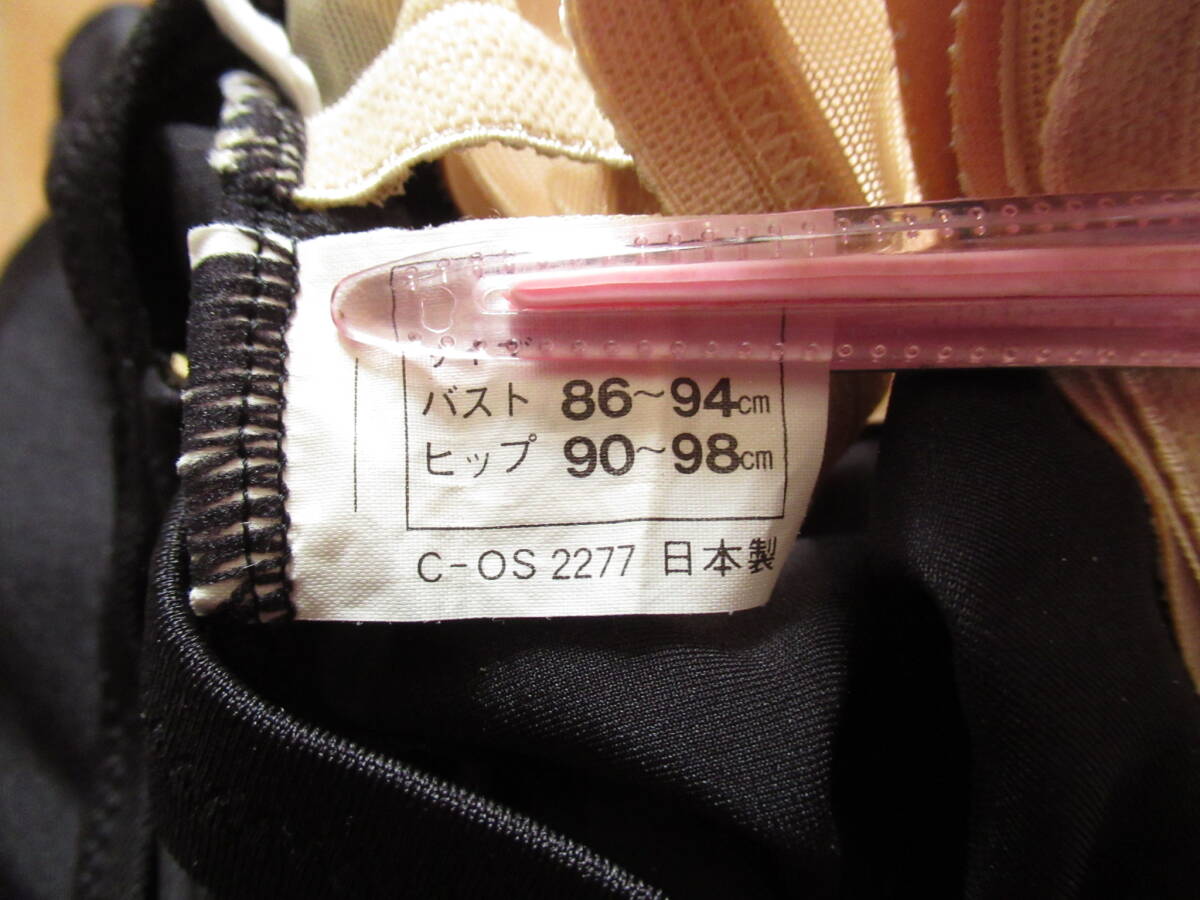 バスト 86~94cm
ヒップ 90~98cm
C-OS 2277 日本製